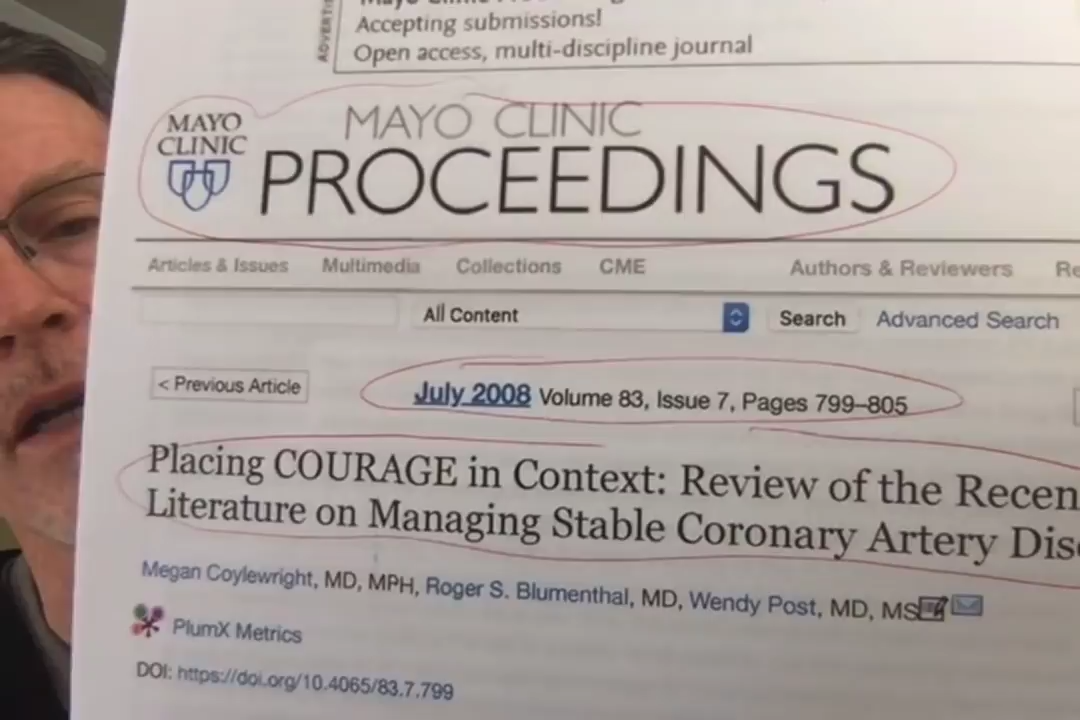 Accepting submissions!
Open access, multi-discipline journal
MAYO
CLINIC
MAYO CLINIC
PROCEEDINGS
Articles & Issues Multimedia Collections CME Authors & Reviewers
All Content Search Advanced Search
< Previous Article
July 2008 Volume 83, Issue 7, Pages 799–805
Placing COURAGE in Context: Review of the Recen
Literature on Managing Stable Coronary Artery Dis
Megan Coylewright, MD, MPH, Roger S. Blumenthal, MD, Wendy Post, MD, MS
PlumX Metrics
DOI: https://doi.org/10.4065/83.7.799